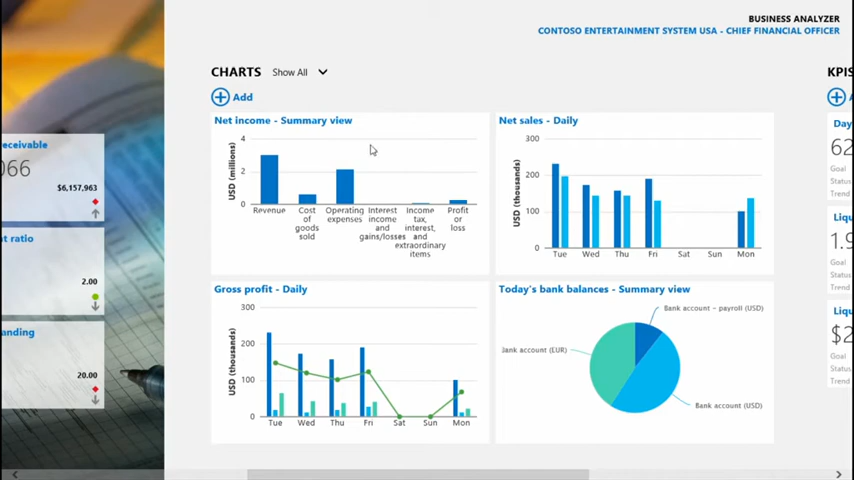 BUSINESS ANALYZER
CONTOSO ENTERTAINMENT SYSTEM USA - CHIEF FINANCIAL OFFICER
eceivable
066
$6,157,963
t ratio
2.00
anding
20.00
CHARTS Show All
Add
Net income - Summary view
USD (millions)
4
2
0
Revenue
Cost of goods sold
Operating expenses
Interest income and gains/losses
Income tax, interest, and extraordinary items
Profit or loss
Net sales - Daily
USD (thousands)
300
200
100
0
Tue Wed Thu Fri Sat Sun Mon
Gross profit - Daily
USD (thousands)
300
200
100
0
Tue Wed Thu Fri Sat Sun Mon
Today's bank balances - Summary view
Bank account - payroll (USD)
Bank account (EUR)
Bank account (USD)
KPIS
A
Day
62
Goal
Status
Trend
Liqu
1.9
Goal
Status
Trend
Liqu
$2
Goal
Status
Trend